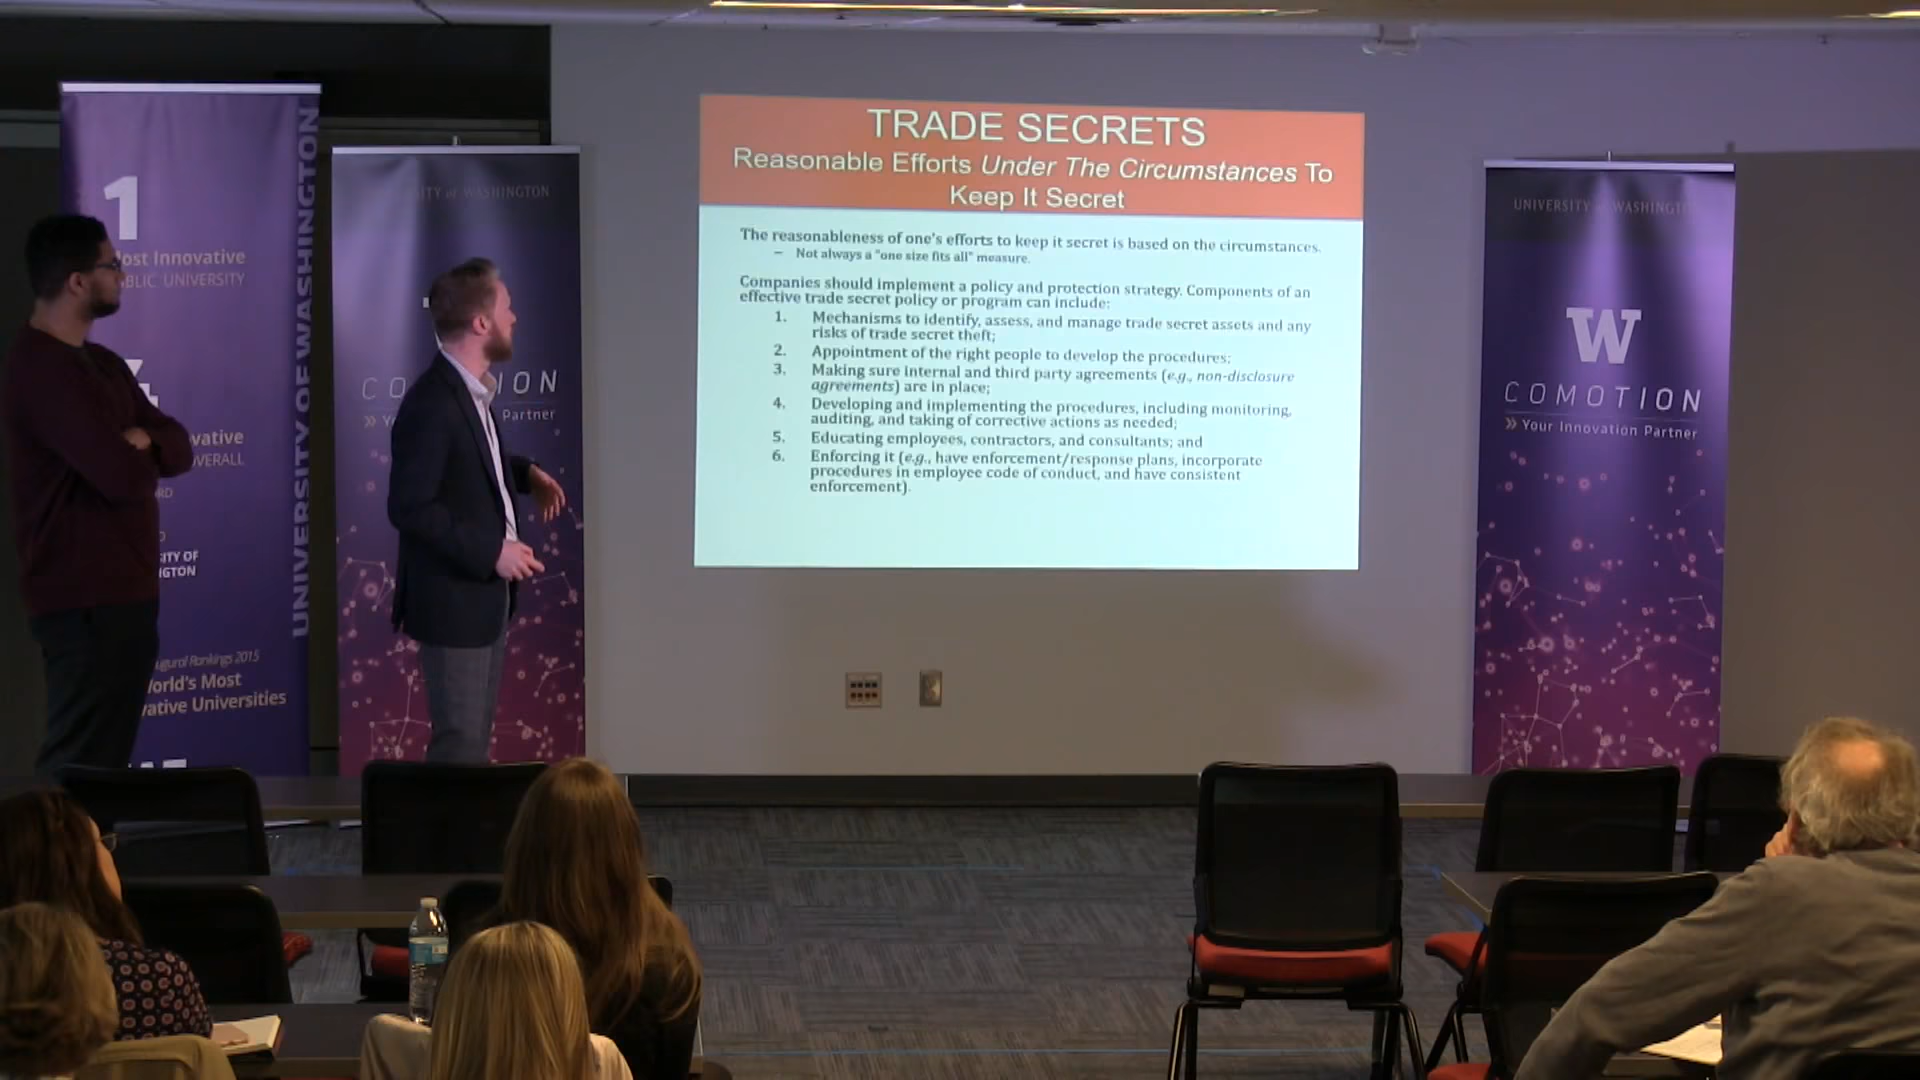 TRADE SECRETS
Reasonable Efforts Under The Circumstances To
Keep It Secret
The reasonableness of one's efforts to keep it secret is based on the circumstances.
– Not always a "one size fits all" measure.
Companies should implement a policy and protection strategy. Components of an
effective trade secret policy or program can include:
1. Mechanisms to identify, assess, and manage trade secret assets and any
risks of trade secret theft;
2. Appointment of the right people to develop the procedures;
3. Making sure internal and third party agreements (e.g., non-disclosure
agreements) are in place;
4. Developing and implementing the procedures, including monitoring,
auditing, and taking of corrective actions as needed;
5. Educating employees, contractors, and consultants; and
6. Enforcing it (e.g., have enforcement/response plans, incorporate
procedures in employee code of conduct, and have consistent
enforcement).
1
Most Innovative
PUBLIC UNIVERSITY
UNIVERSITY OF WASHINGTON
Rankings 2015
World's Most
Innovative Universities
WASHINGTON
Partner
UNIVERSITY of WASHINGTON
W
COMOTION
» Your Innovation Partner